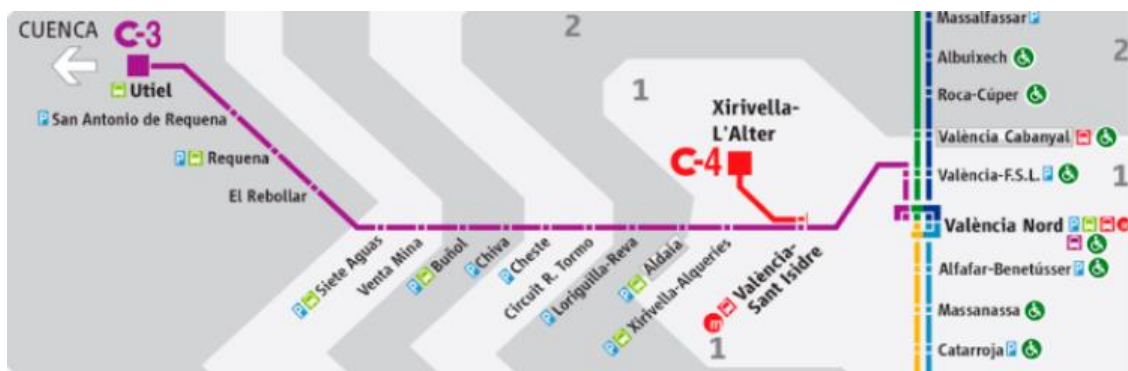 CUENCA
C-3
Utiel
San Antonio de Requena
Requena
El Rebollar
Siete Aguas
Venta Mina
Buñol
Chiva
Cheste
Circuit R. Tormo
Loriguilla-Reva
Aldaia
Xirivella-Alqueries
València-
Sant Isidre
Xirivella-
L'Alter
C-4
2
1
1
2
1
Massalfassar
Albuixech
Roca-Cúper
València Cabanyal
València-F.S.L.
València Nord
Alfafar-Benetússer
Massanassa
Catarroja